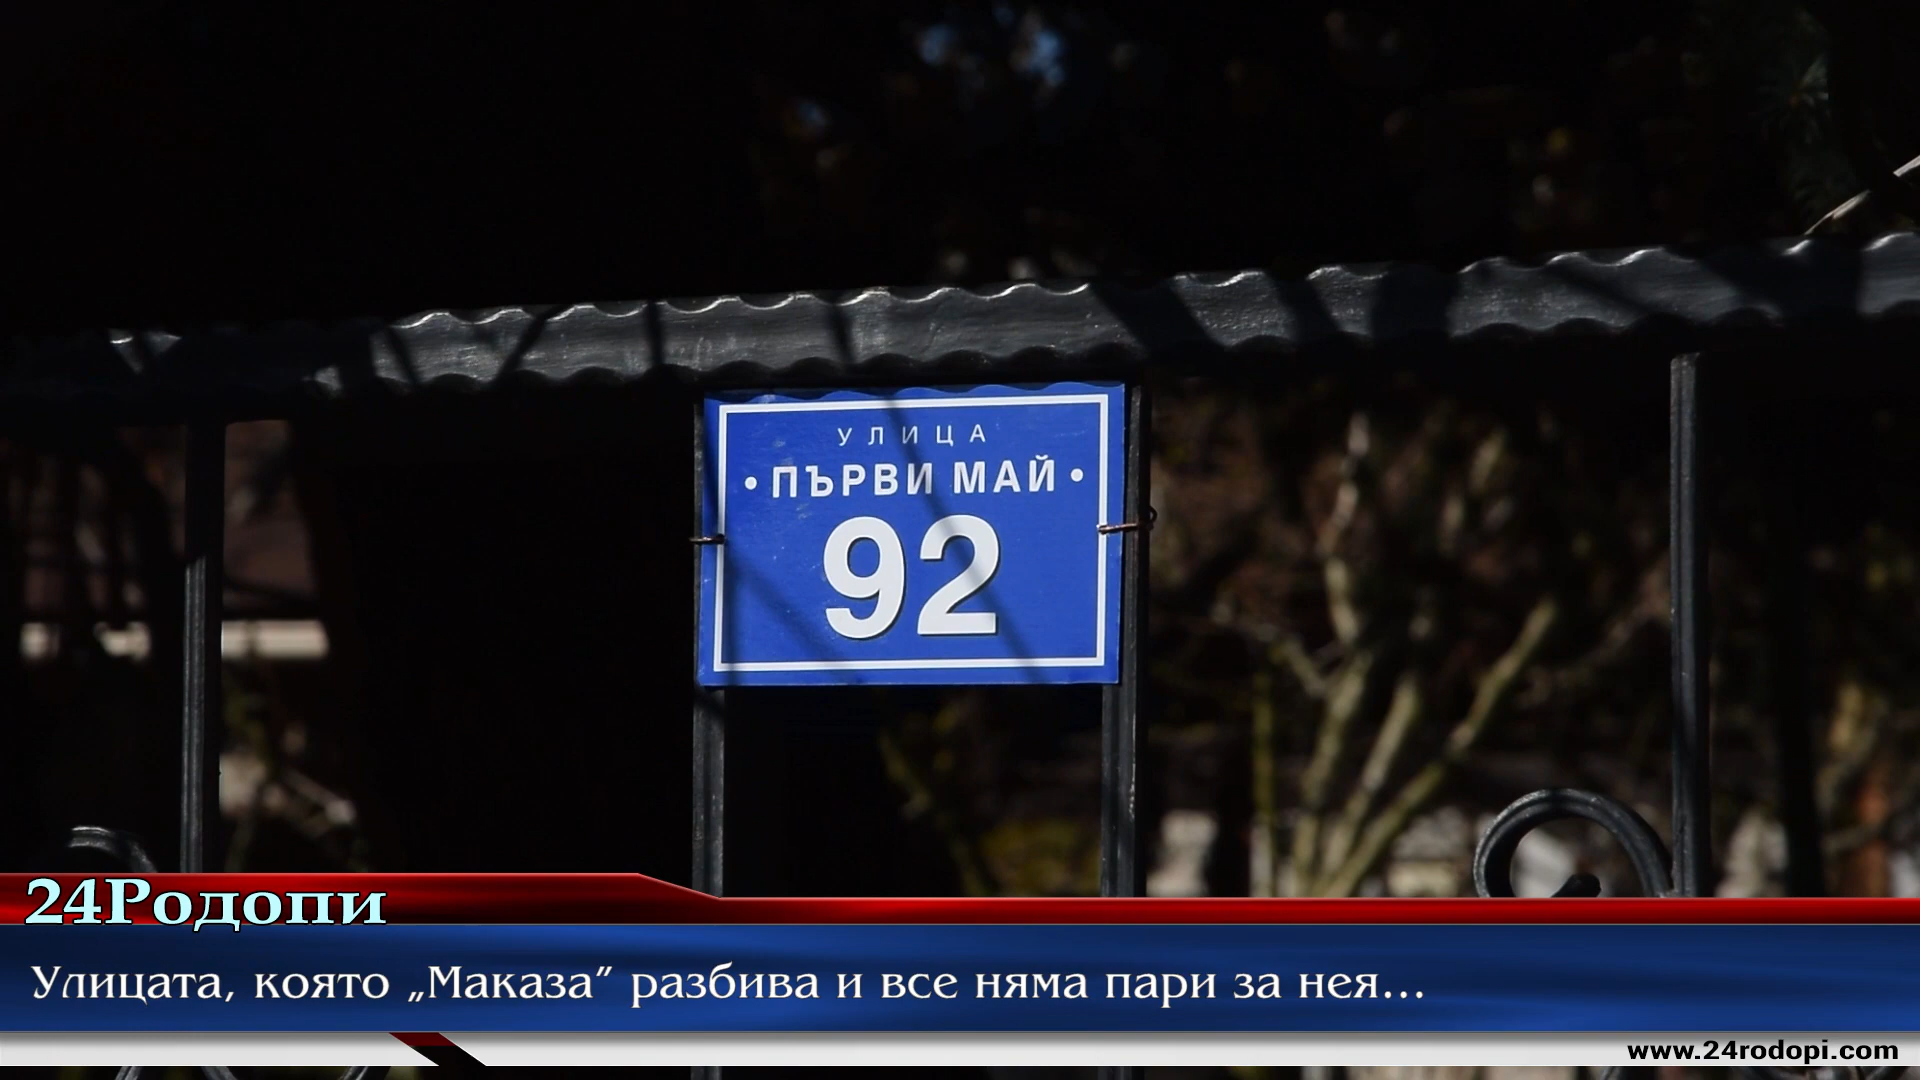 УЛИЦА
• ПЪРВИ МАЙ •
92
24Родопи
Улицата, която „Маказа” разбива и все няма пари за нея...
www.24rodopi.com